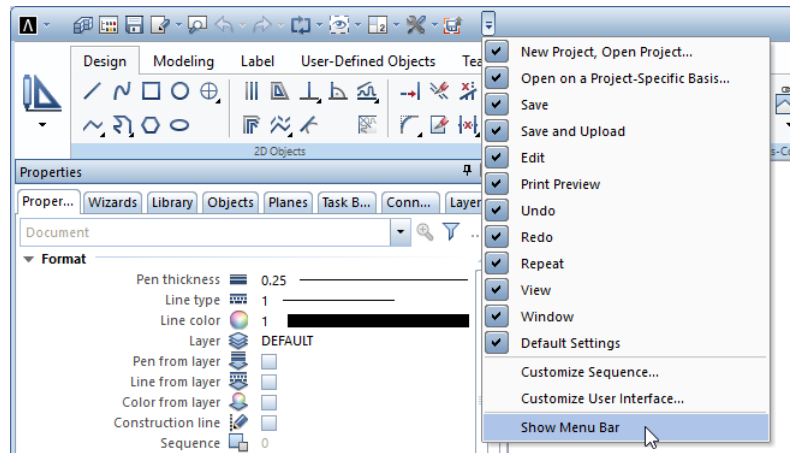 Design Modeling Label User-Defined Objects
2D Objects
Properties
Proper... Wizards Library Objects Planes Task B... Conn... Layer
Document
Format
Pen thickness 0.25
Line type 1
Line color 1
Layer DEFAULT
Pen from layer
Line from layer
Color from layer
Construction line
Sequence 0
New Project, Open Project...
Open on a Project-Specific Basis...
Save
Save and Upload
Edit
Print Preview
Undo
Redo
Repeat
View
Window
Default Settings
Customize Sequence...
Customize User Interface...
Show Menu Bar